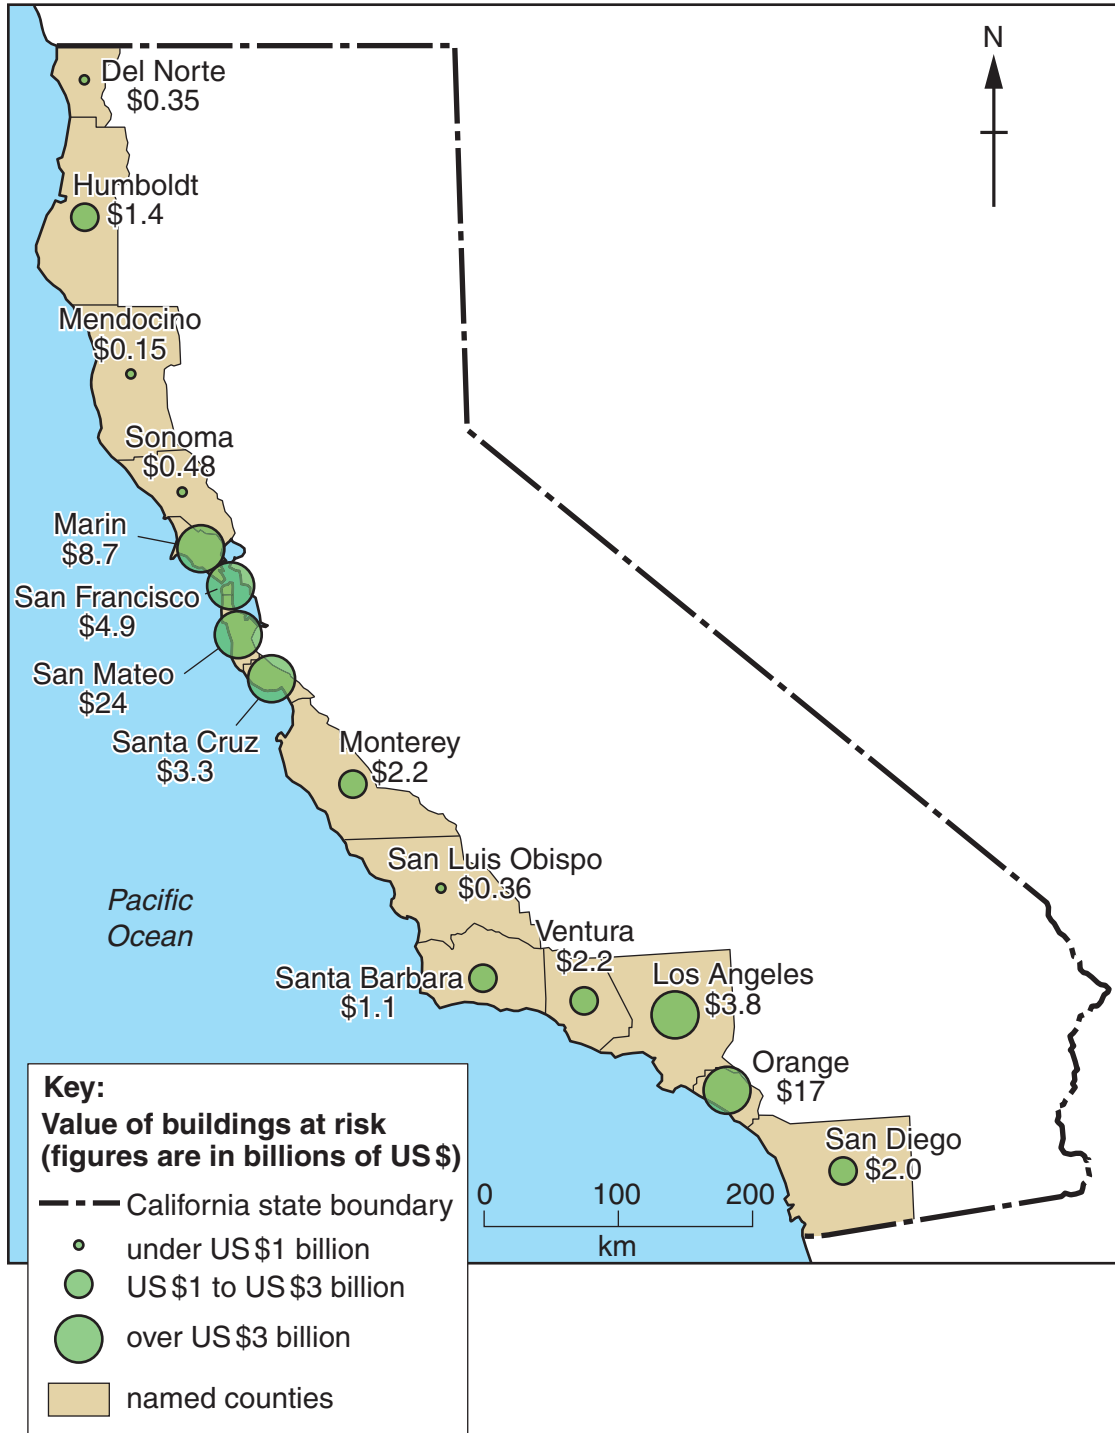 N
Del Norte
$0.35
Humboldt
$1.4
Mendocino
$0.15
Sonoma
$0.48
Marin
$8.7
San Francisco
$4.9
San Mateo
$24
Santa Cruz
$3.3
Monterey
$2.2
San Luis Obispo
$0.36
Pacific
Ocean
Ventura
$2.2
Santa Barbara
$1.1
Los Angeles
$3.8
Orange
$17
San Diego
$2.0
0 100 200
km
Key:
Value of buildings at risk
(figures are in billions of US $)
California state boundary
under US $1 billion
US $1 to US $3 billion
over US $3 billion
named counties